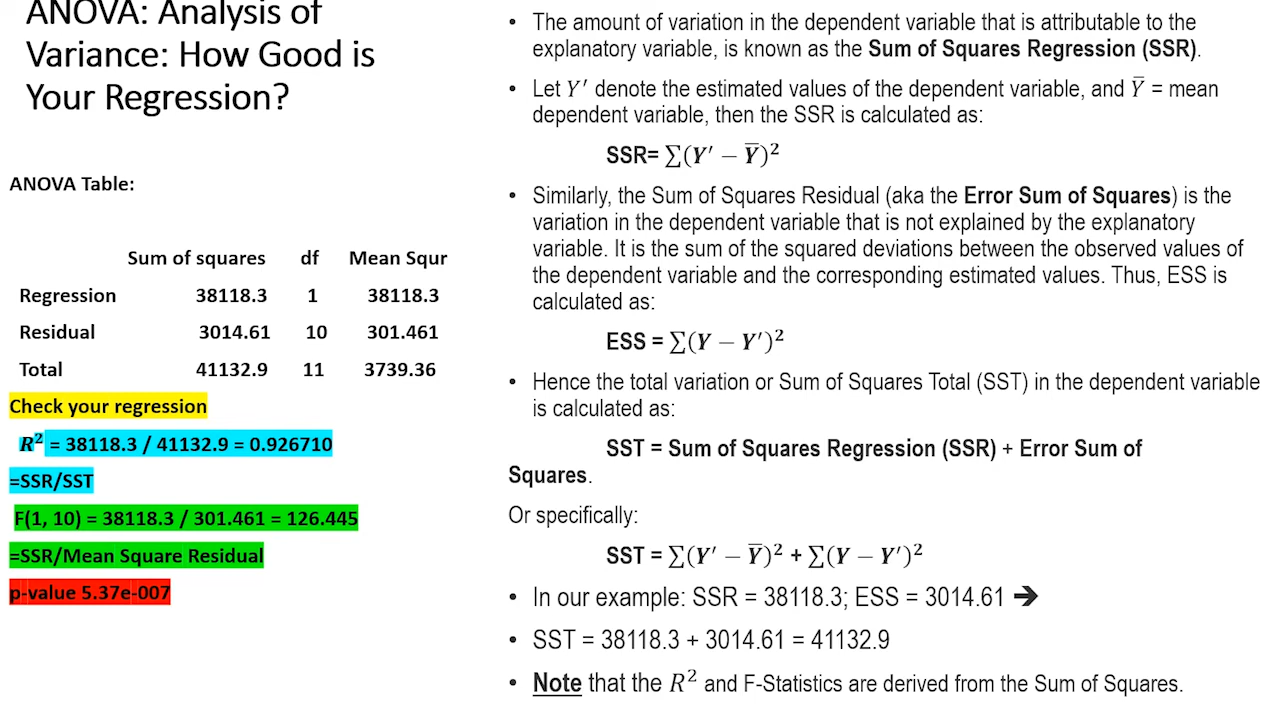 ANOVA: Analysis of
Variance: How Good is
Your Regression?
ANOVA Table:
Sum of squares df Mean Squr
Regression 38118.3 1 38118.3
Residual 3014.61 10 301.461
Total 41132.9 11 3739.36
Check your regression
R² = 38118.3 / 41132.9 = 0.926710
=SSR/SST
F(1, 10) = 38118.3 / 301.461 = 126.445
=SSR/Mean Square Residual
p-value 5.37e-007
• The amount of variation in the dependent variable that is attributable to the
explanatory variable, is known as the Sum of Squares Regression (SSR).
• Let Y′ denote the estimated values of the dependent variable, and Ȳ = mean
dependent variable, then the SSR is calculated as:
SSR= ∑(Y′ − Ȳ)²
• Similarly, the Sum of Squares Residual (aka the Error Sum of Squares) is the
variation in the dependent variable that is not explained by the explanatory
variable. It is the sum of the squared deviations between the observed values of
the dependent variable and the corresponding estimated values. Thus, ESS is
calculated as:
ESS = ∑(Y − Y′)²
• Hence the total variation or Sum of Squares Total (SST) in the dependent variable
is calculated as:
SST = Sum of Squares Regression (SSR) + Error Sum of
Squares.
Or specifically:
SST = ∑(Y′ − Ȳ)² + ∑(Y − Y′)²
• In our example: SSR = 38118.3; ESS = 3014.61 ➔
• SST = 38118.3 + 3014.61 = 41132.9
• Note that the R² and F-Statistics are derived from the Sum of Squares.